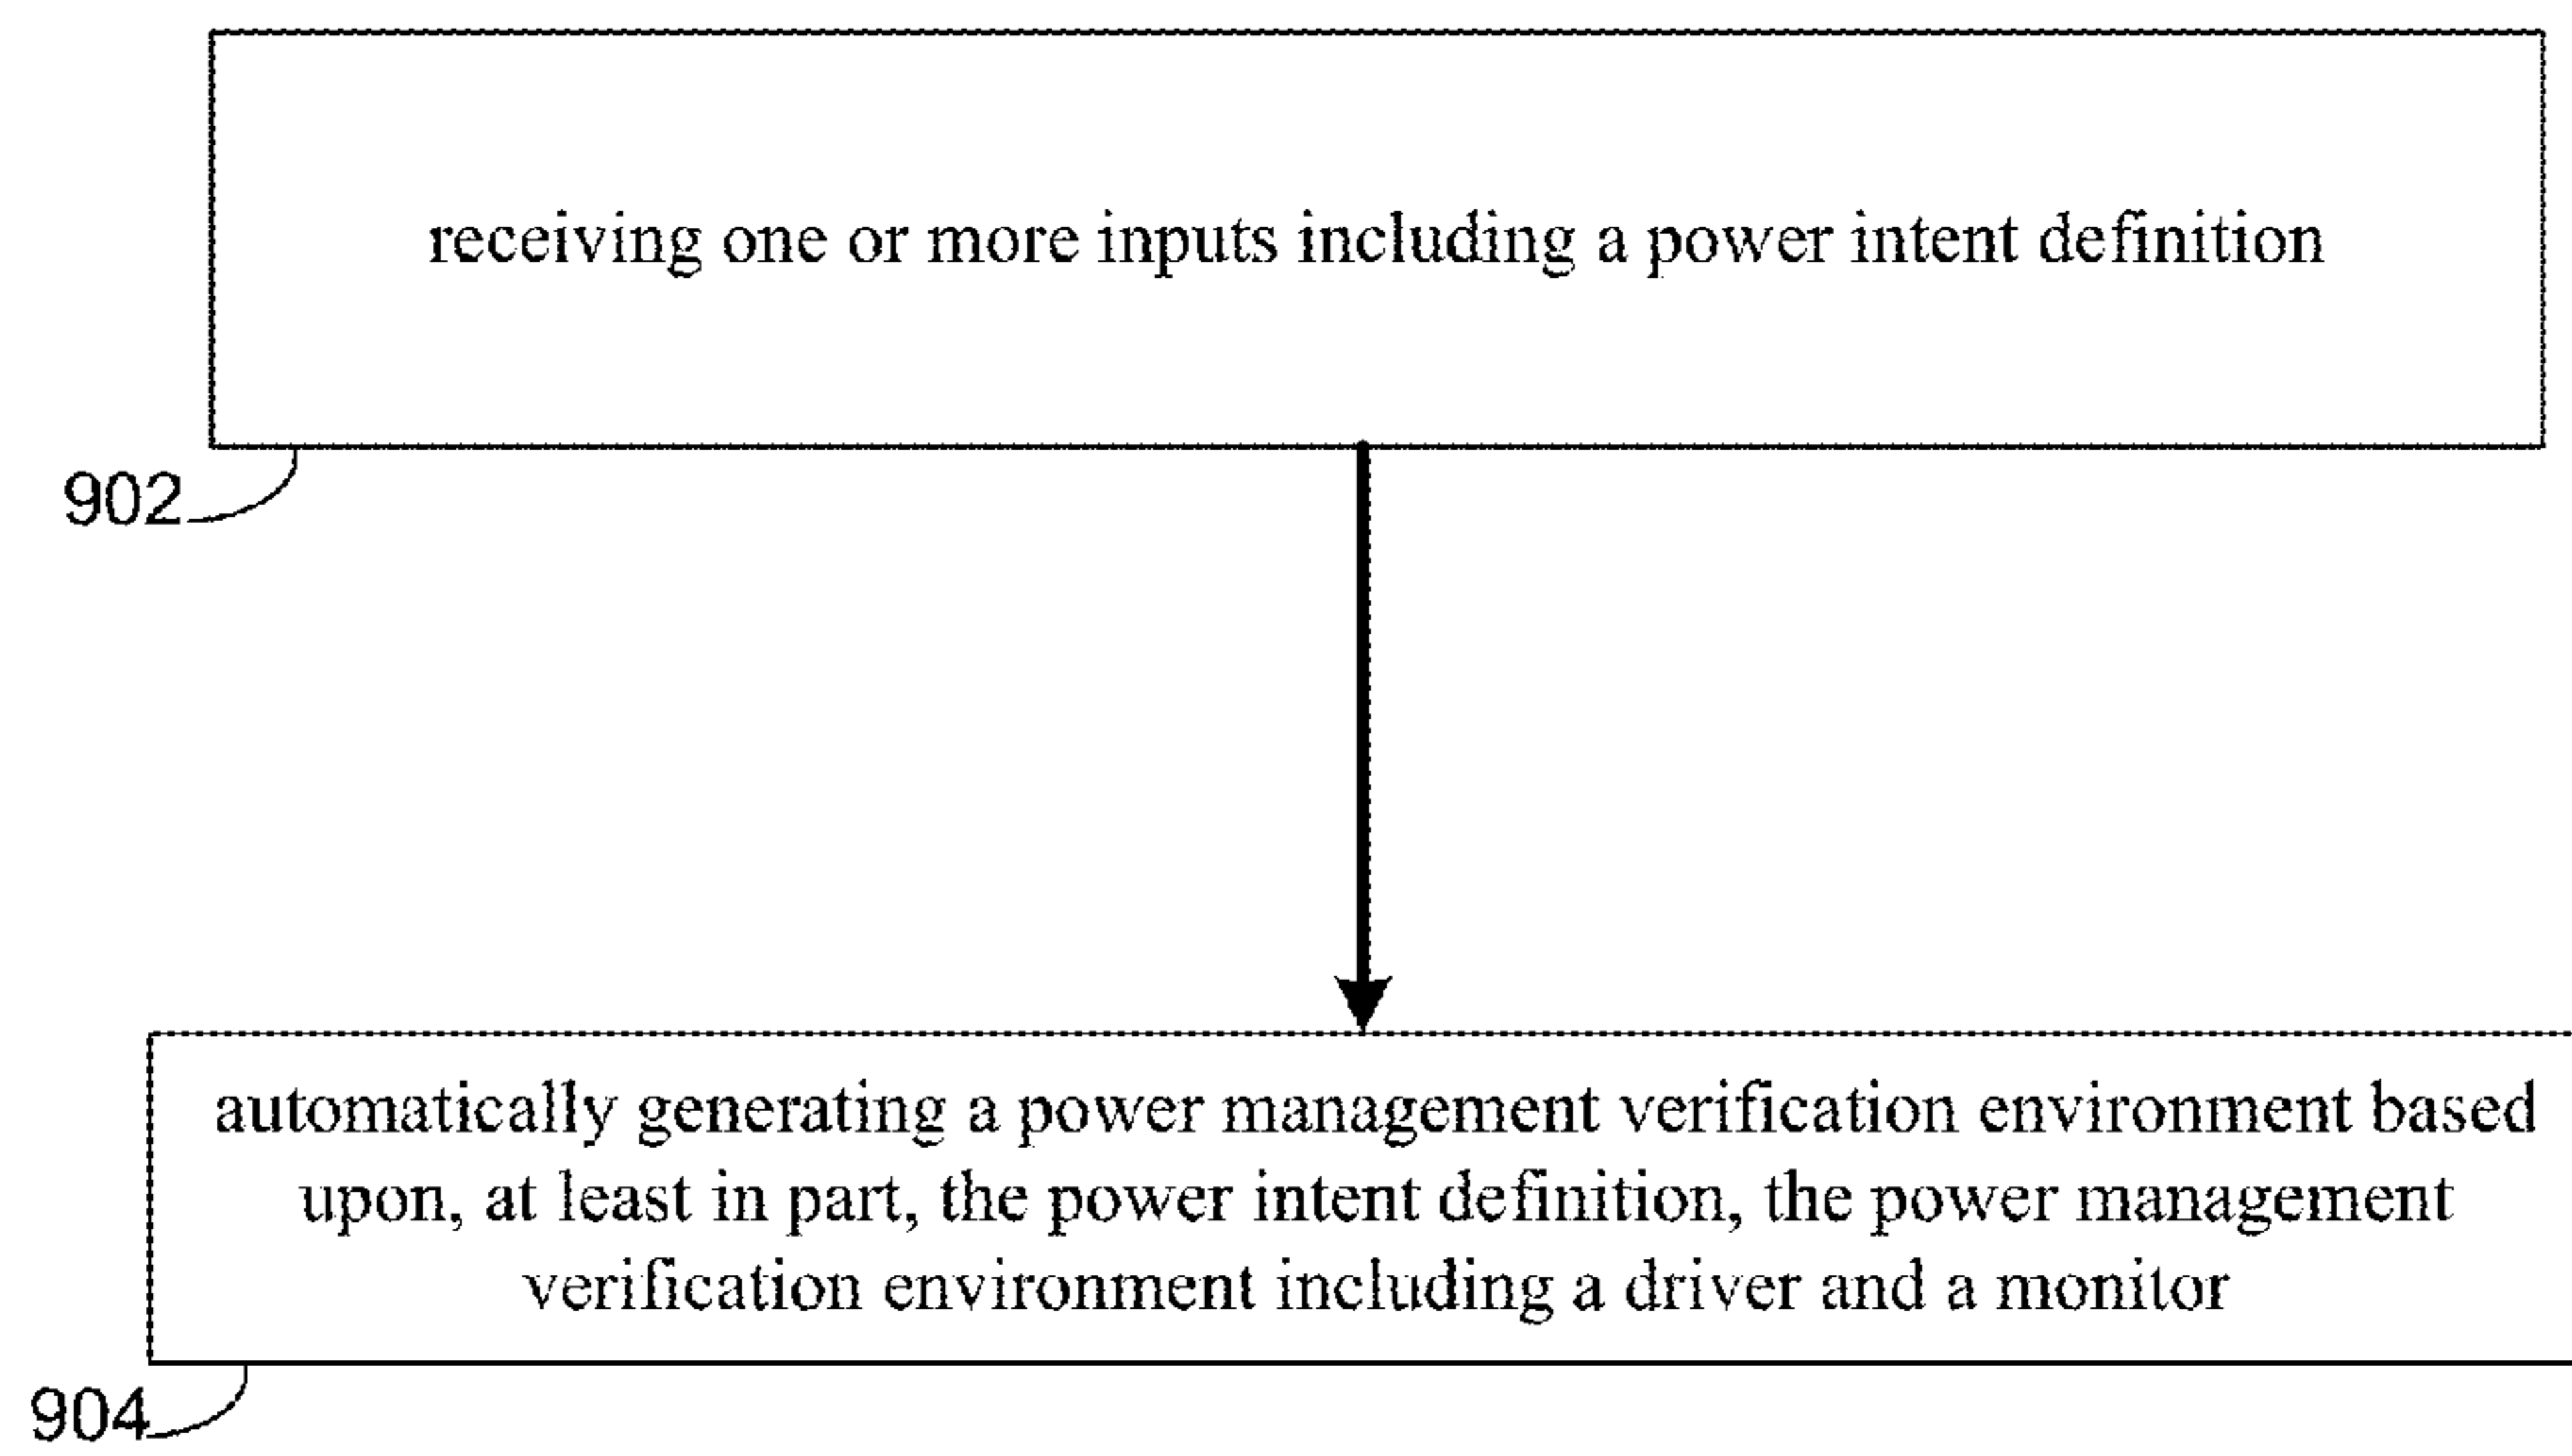 receiving one or more inputs including a power intent definition
902
automatically generating a power management verification environment based
upon, at least in part, the power intent definition, the power management
verification environment including a driver and a monitor
904